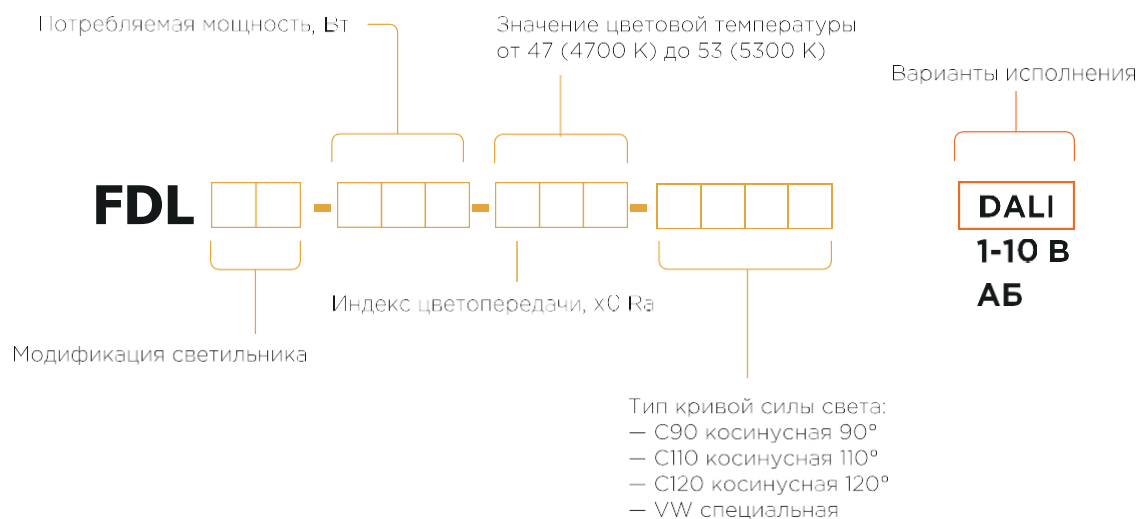 Потребляемая мощность, Вт
Значение цветовой температуры
от 47 (4700 К) до 53 (5300 К)
Варианты исполнения
FDL - - - DALI
1-10 В
АБ
Индекс цветопередачи, х0 Ra
Модификация светильника
Тип кривой силы света:
— С90 косинусная 90°
— С110 косинусная 110°
— С120 косинусная 120°
— VW специальная